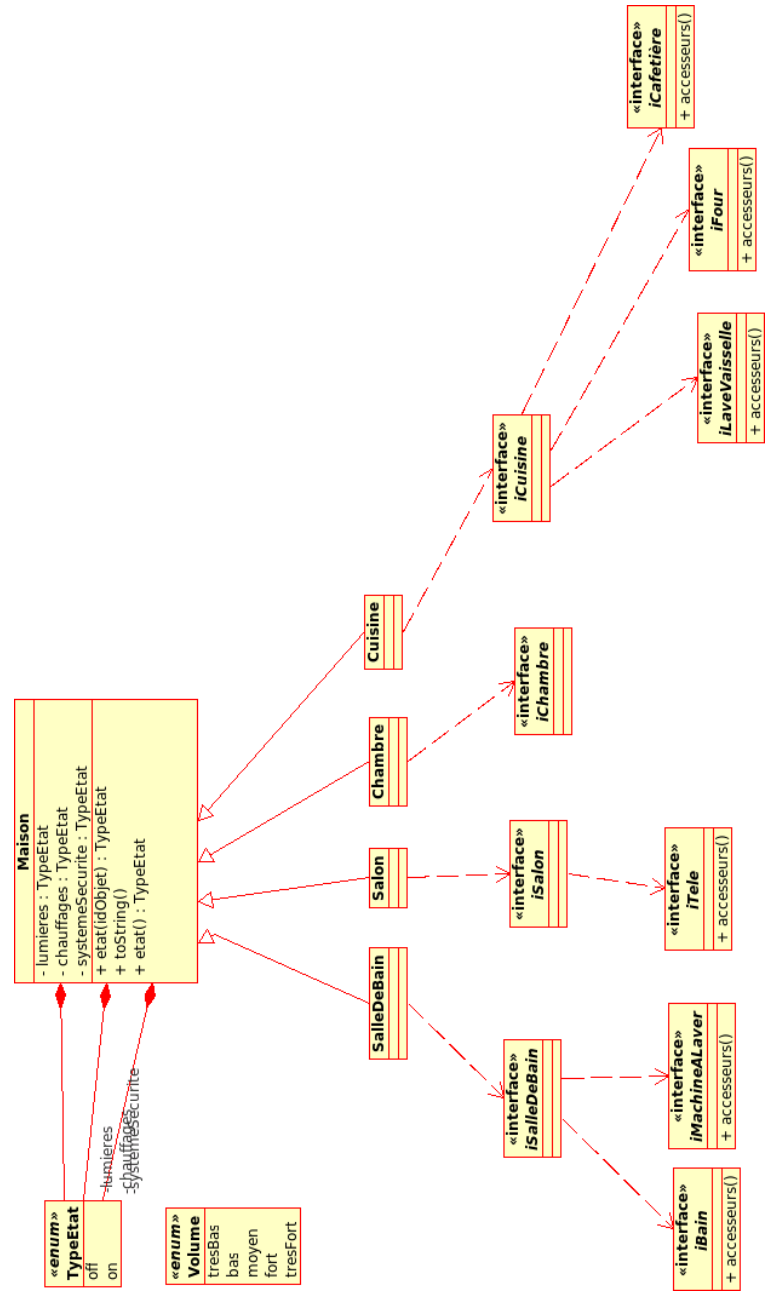 Maison
- lumieres : TypeEtat
- chauffages : TypeEtat
- systemeSecurite : TypeEtat
+ etat(idObjet) : TypeEtat
+ toString()
+ etat() : TypeEtat
«enum»
TypeEtat
off
on
-lumieres
-chauffages
-systemeSecurite
«enum»
Volume
tresBas
bas
moyen
fort
tresFort
SalleDeBain
Salon
Chambre
Cuisine
«interface»
iSalleDeBain
«interface»
iSalon
«interface»
iChambre
«interface»
iCuisine
«interface»
iBain
+ accesseurs()
«interface»
iMachineALaver
+ accesseurs()
«interface»
iTele
+ accesseurs()
«interface»
iLaveVaisselle
+ accesseurs()
«interface»
iFour
+ accesseurs()
«interface»
iCafetière
+ accesseurs()